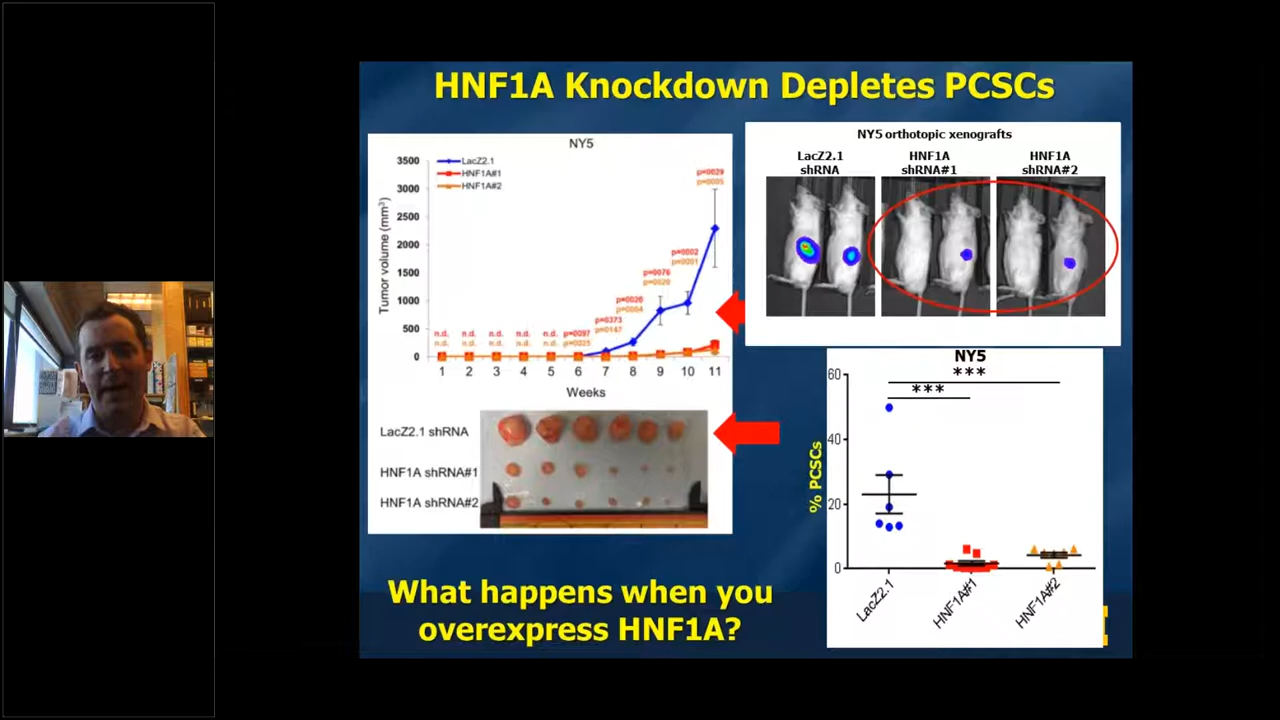 HNF1A Knockdown Depletes PCSCs
NY5
LacZ2.1
HNF1A#1
HNF1A#2
Tumor volume (mm³)
3500
3000
2500
2000
1500
1000
500
0
n.d. n.d. n.d. n.d. n.d.
n.d. n.d. n.d. n.d. n.d.
1 2 3 4 5 6 7 8 9 10 11
Weeks
LacZ2.1 shRNA
HNF1A shRNA#1
HNF1A shRNA#2
NY5 orthotopic xenografts
LacZ2.1
shRNA
HNF1A
shRNA#1
HNF1A
shRNA#2
NY5
***
***
% PCSCs
60
40
20
0
LacZ2.1
HNF1A#1
HNF1A#2
What happens when you
overexpress HNF1A?